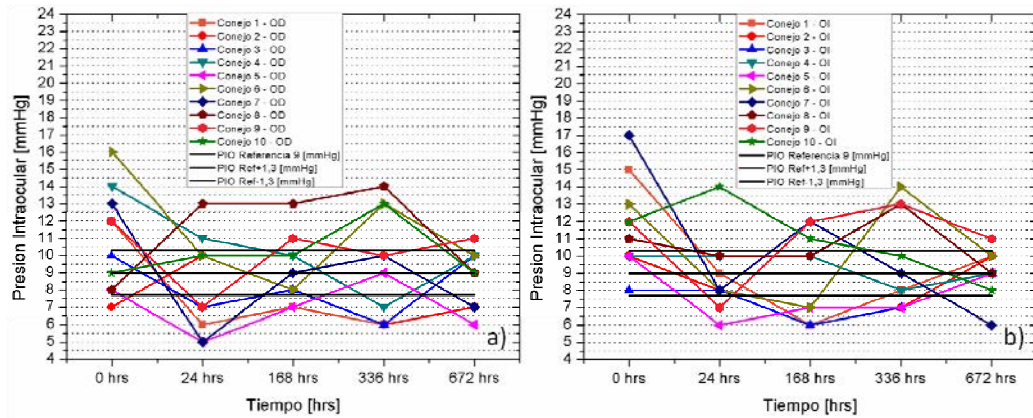 Presion Intraocular [mmHg]
24
23
22
21
20
19
18
17
16
15
14
13
12
11
10
9
8
7
6
5
4
Conejo 1 - OD
Conejo 2 - OD
Conejo 3 - OD
Conejo 4 - OD
Conejo 5 - OD
Conejo 6 - OD
Conejo 7 - OD
Conejo 8 - OD
Conejo 9 - OD
Conejo 10 - OD
PIO Referencia 9 [mmHg]
PIO Ref+1,3 [mmHg]
PIO Ref-1,3 [mmHg]
a)
0 hrs 24 hrs 168 hrs 336 hrs 672 hrs
Tiempo [hrs]
Presion Intraocular [mmHg]
24
23
22
21
20
19
18
17
16
15
14
13
12
11
10
9
8
7
6
5
4
Conejo 1 - OI
Conejo 2 - OI
Conejo 3 - OI
Conejo 4 - OI
Conejo 5 - OI
Conejo 6 - OI
Conejo 7 - OI
Conejo 8 - OI
Conejo 9 - OI
Conejo 10 - OI
PIO Referencia 9 [mmHg]
PIO Ref+1,3 [mmHg]
PIO Ref-1,3 [mmHg]
b)
0 hrs 24 hrs 168 hrs 336 hrs 672 hrs
Tiempo [hrs]